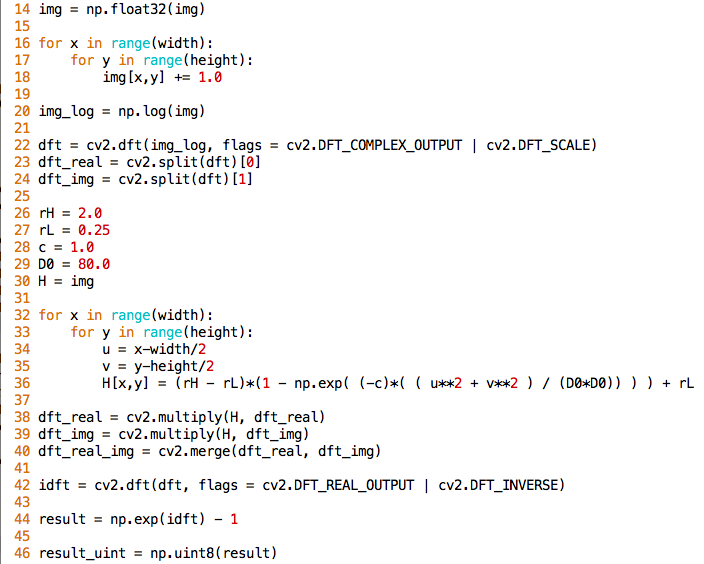 14 img = np.float32(img)
15
16 for x in range(width):
17     for y in range(height):
18         img[x,y] += 1.0
19
20 img_log = np.log(img)
21
22 dft = cv2.dft(img_log, flags = cv2.DFT_COMPLEX_OUTPUT | cv2.DFT_SCALE)
23 dft_real = cv2.split(dft)[0]
24 dft_img = cv2.split(dft)[1]
25
26 rH = 2.0
27 rL = 0.25
28 c = 1.0
29 D0 = 80.0
30 H = img
31
32 for x in range(width):
33     for y in range(height):
34         u = x-width/2
35         v = y-height/2
36         H[x,y] = (rH - rL)*(1 - np.exp( (-c)*( ( u**2 + v**2 ) / (D0*D0)) ) ) + rL
37
38 dft_real = cv2.multiply(H, dft_real)
39 dft_img = cv2.multiply(H, dft_img)
40 dft_real_img = cv2.merge(dft_real, dft_img)
41
42 idft = cv2.dft(dft, flags = cv2.DFT_REAL_OUTPUT | cv2.DFT_INVERSE)
43
44 result = np.exp(idft) - 1
45
46 result_uint = np.uint8(result)